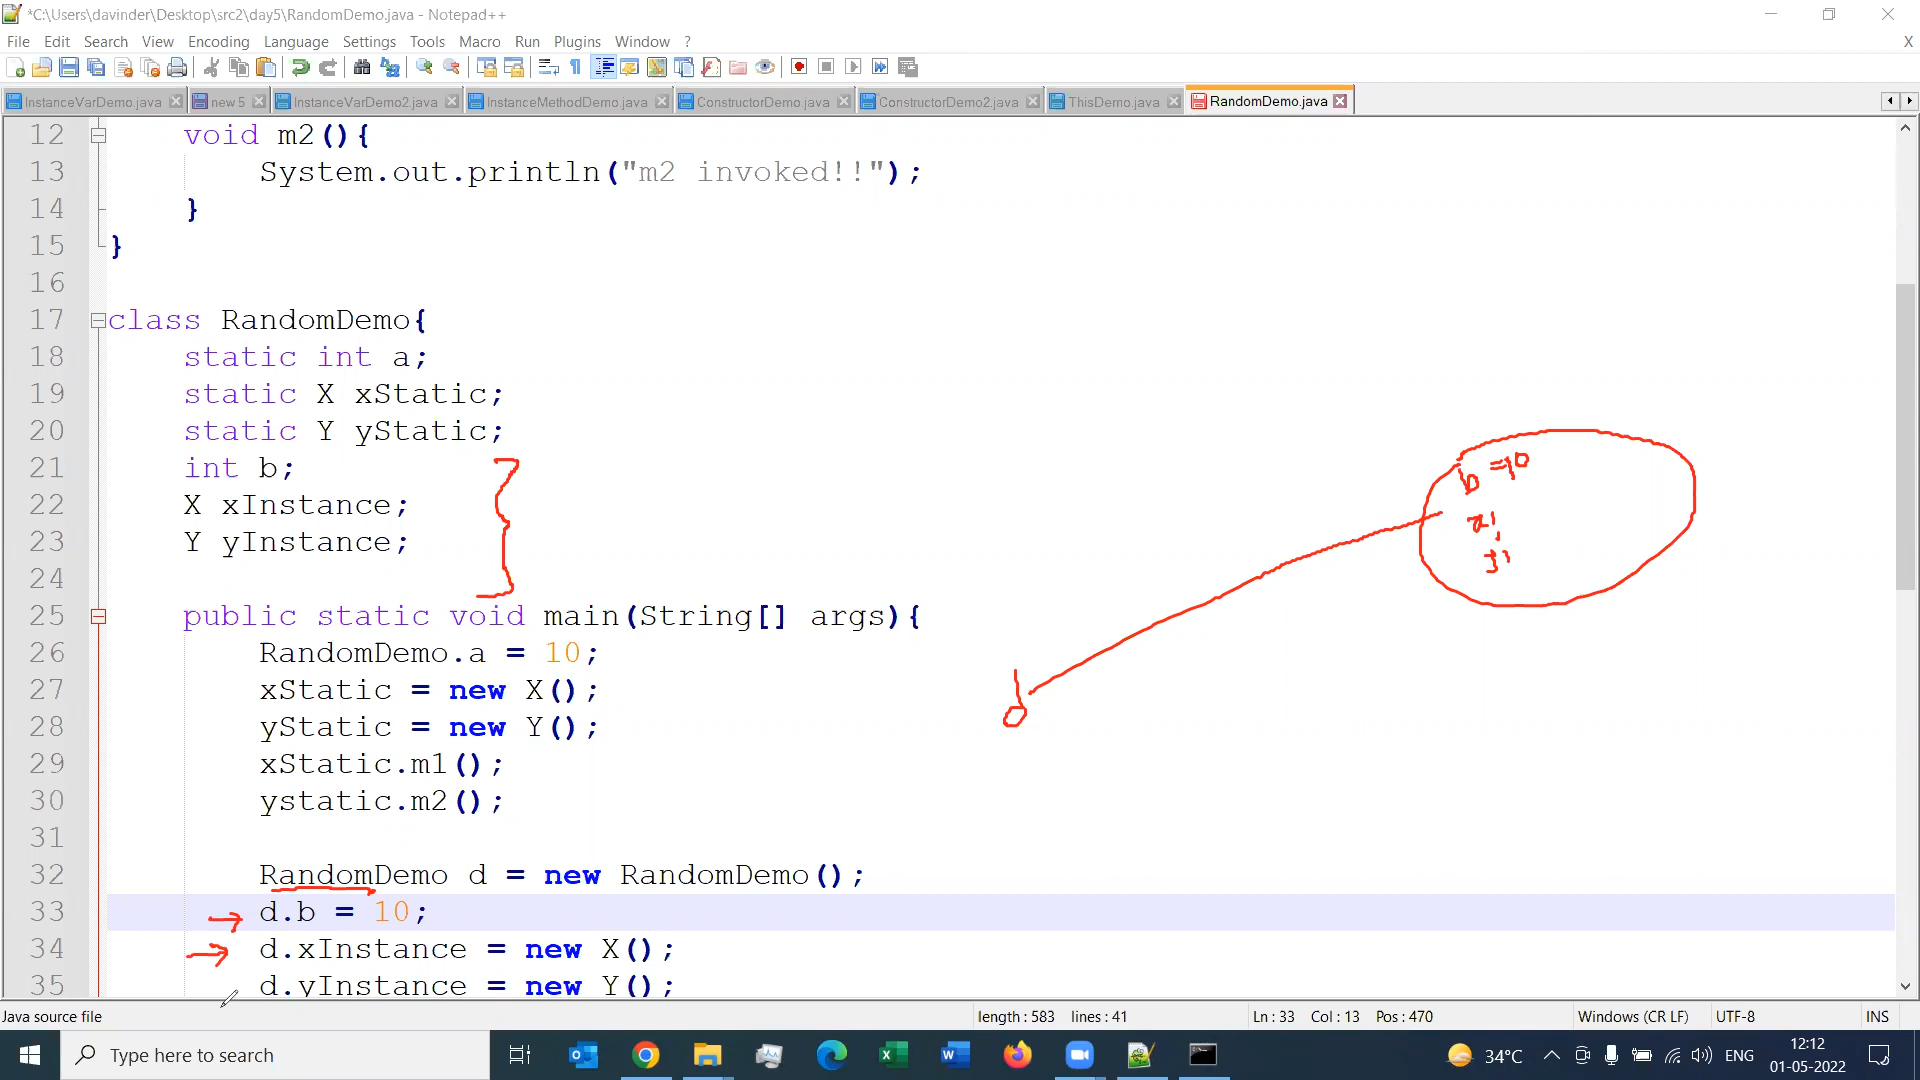 *C:\Users\davinder\Desktop\src2\day5\RandomDemo.java - Notepad++
File Edit Search View Encoding Language Settings Tools Macro Run Plugins Window ? X
InstanceVarDemo.java new 5 InstanceVarDemo2.java InstanceMethodDemo.java ConstructorDemo.java ConstructorDemo2.java ThisDemo.java RandomDemo.java
12 void m2(){
13 System.out.println("m2 invoked!!");
14 }
15 }
16
17 class RandomDemo{
18 static int a;
19 static X xStatic;
20 static Y yStatic;
21 int b;
22 X xInstance;
23 Y yInstance;
24
25 public static void main(String[] args){
26 RandomDemo.a = 10;
27 xStatic = new X();
28 yStatic = new Y();
29 xStatic.m1();
30 ystatic.m2();
31
32 RandomDemo d = new RandomDemo();
33 d.b = 10;
34 d.xInstance = new X();
35 d.yInstance = new Y();
b =10
d
Java source file length : 583 lines : 41 Ln : 33 Col : 13 Pos : 470 Windows (CR LF) UTF-8 INS
Type here to search
34°C ENG 12:12
01-05-2022